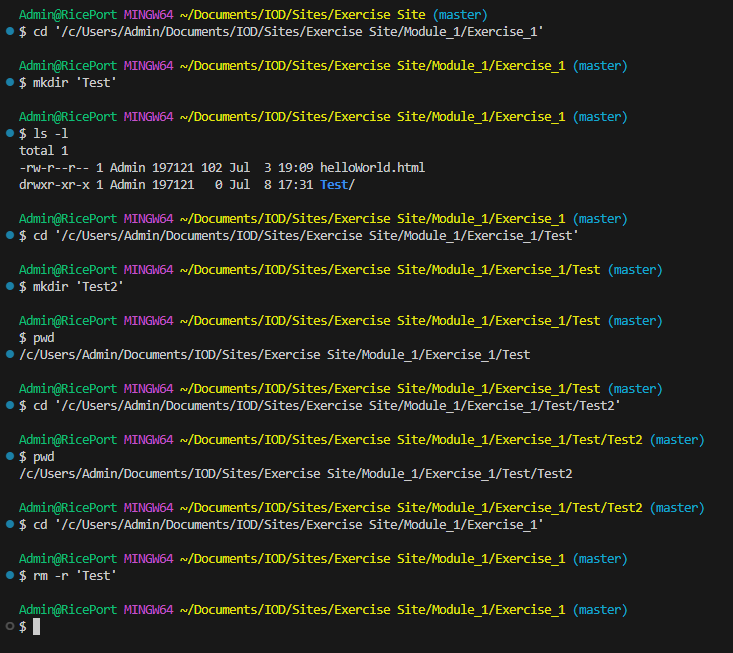 Admin@RicePort MINGW64 ~/Documents/IOD/Sites/Exercise Site (master)
$ cd '/c/Users/Admin/Documents/IOD/Sites/Exercise Site/Module_1/Exercise_1'
Admin@RicePort MINGW64 ~/Documents/IOD/Sites/Exercise Site/Module_1/Exercise_1 (master)
$ mkdir 'Test'
Admin@RicePort MINGW64 ~/Documents/IOD/Sites/Exercise Site/Module_1/Exercise_1 (master)
$ ls -l
total 1
-rw-r--r-- 1 Admin 197121 102 Jul  3 19:09 helloWorld.html
drwxr-xr-x 1 Admin 197121   0 Jul  8 17:31 Test/
Admin@RicePort MINGW64 ~/Documents/IOD/Sites/Exercise Site/Module_1/Exercise_1 (master)
$ cd '/c/Users/Admin/Documents/IOD/Sites/Exercise Site/Module_1/Exercise_1/Test'
Admin@RicePort MINGW64 ~/Documents/IOD/Sites/Exercise Site/Module_1/Exercise_1/Test (master)
$ mkdir 'Test2'
Admin@RicePort MINGW64 ~/Documents/IOD/Sites/Exercise Site/Module_1/Exercise_1/Test (master)
$ pwd
/c/Users/Admin/Documents/IOD/Sites/Exercise Site/Module_1/Exercise_1/Test
Admin@RicePort MINGW64 ~/Documents/IOD/Sites/Exercise Site/Module_1/Exercise_1/Test (master)
$ cd '/c/Users/Admin/Documents/IOD/Sites/Exercise Site/Module_1/Exercise_1/Test/Test2'
Admin@RicePort MINGW64 ~/Documents/IOD/Sites/Exercise Site/Module_1/Exercise_1/Test/Test2 (master)
$ pwd
/c/Users/Admin/Documents/IOD/Sites/Exercise Site/Module_1/Exercise_1/Test/Test2
Admin@RicePort MINGW64 ~/Documents/IOD/Sites/Exercise Site/Module_1/Exercise_1/Test/Test2 (master)
$ cd '/c/Users/Admin/Documents/IOD/Sites/Exercise Site/Module_1/Exercise_1'
Admin@RicePort MINGW64 ~/Documents/IOD/Sites/Exercise Site/Module_1/Exercise_1 (master)
$ rm -r 'Test'
Admin@RicePort MINGW64 ~/Documents/IOD/Sites/Exercise Site/Module_1/Exercise_1 (master)
$